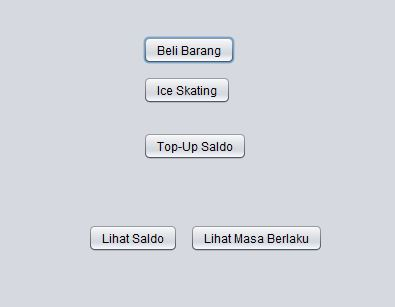 Beli Barang
Ice Skating
Top-Up Saldo
Lihat Saldo
Lihat Masa Berlaku